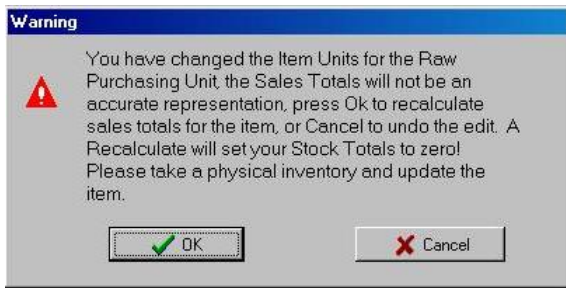 Warning
You have changed the Item Units for the Raw
Purchasing Unit, the Sales Totals will not be an
accurate representation, press Ok to recalculate
sales totals for the item, or Cancel to undo the edit. A
Recalculate will set your Stock Totals to zero!
Please take a physical inventory and update the
item.
OK
Cancel